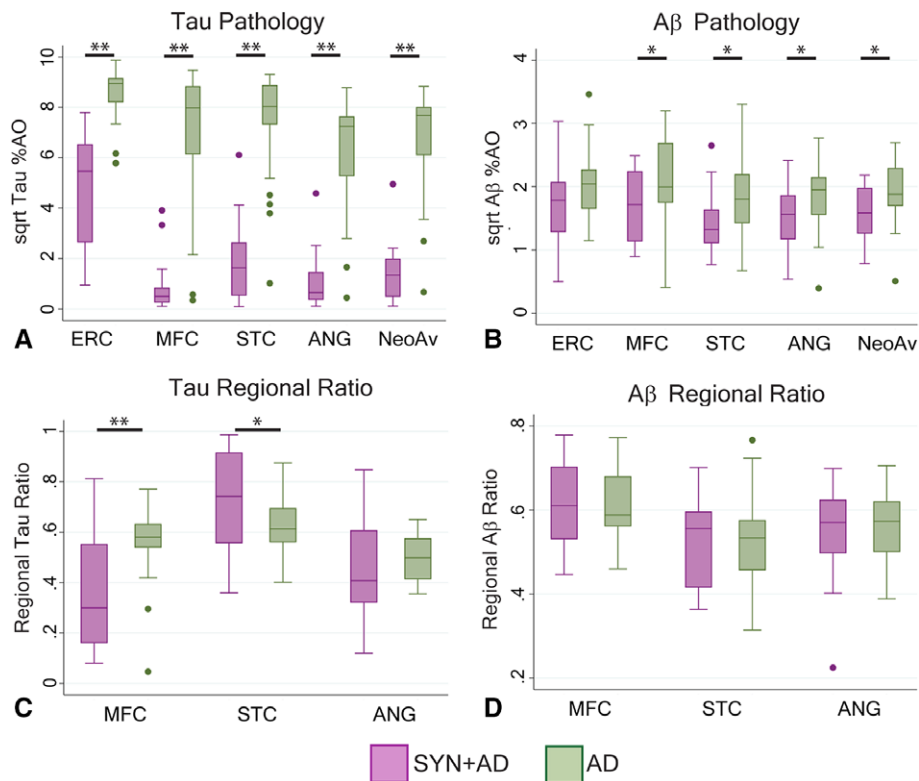 Tau Pathology
** ** ** ** **
sqrt Tau %AO
10
8
6
4
2
0
A
ERC MFC STC ANG NeoAv
Aβ Pathology
* * * *
sqrt Aβ %AO
4
3
2
1
0
B
ERC MFC STC ANG NeoAv
Tau Regional Ratio
** *
Regional Tau Ratio
1
.8
.6
.4
.2
0
C
MFC STC ANG
Aβ Regional Ratio
Regional Aβ Ratio
.8
.6
.4
.2
D
MFC STC ANG
SYN+AD AD